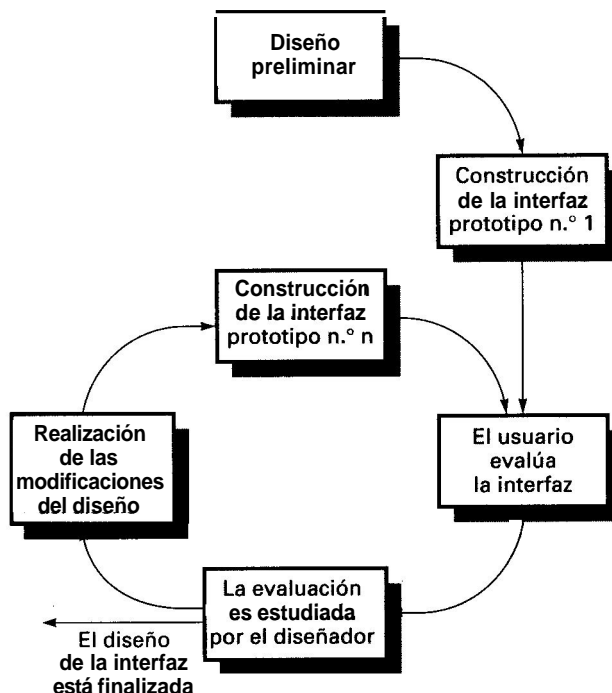 Diseño
preliminar
Construcción
de la interfaz
prototipo n.° 1
Construcción
de la interfaz
prototipo n.° n
Realización
de las
modificaciones
del diseño
El usuario
evalúa
la interfaz
La evaluación
es estudiada
por el diseñador
El diseño
de la interfaz
está finalizada